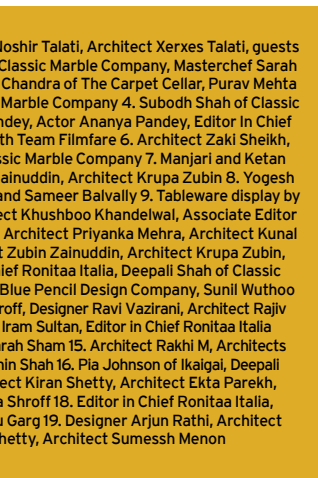 Noshir Talati, Architect Xerxes Talati, guests
Classic Marble Company, Masterchef Sarah
Chandra of The Carpet Cellar, Purav Mehta
Marble Company 4. Subodh Shah of Classic
ndey, Actor Ananya Pandey, Editor In Chief
th Team Filmfare 6. Architect Zaki Sheikh,
ssic Marble Company 7. Manjari and Ketan
ainuddin, Architect Krupa Zubin 8. Yogesh
and Sameer Balvally 9. Tableware display by
ect Khushboo Khandelwal, Associate Editor
Architect Priyanka Mehra, Architect Kunal
t Zubin Zainuddin, Architect Krupa Zubin,
hief Ronitaa Italia, Deepali Shah of Classic
Blue Pencil Design Company, Sunil Wuthoo
roff, Designer Ravi Vazirani, Architect Rajiv
Iram Sultan, Editor in Chief Ronitaa Italia
arah Sham 15. Architect Rakhi M, Architects
hin Shah 16. Pia Johnson of Ikaigai, Deepali
ect Kiran Shetty, Architect Ekta Parekh,
a Shroff 18. Editor in Chief Ronitaa Italia,
u Garg 19. Designer Arjun Rathi, Architect
hetty, Architect Sumessh Menon